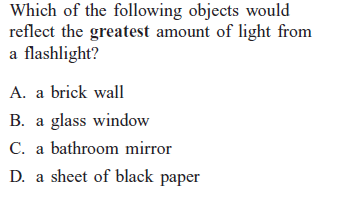 Which of the following objects would
reflect the greatest amount of light from
a flashlight?
A. a brick wall
B. a glass window
C. a bathroom mirror
D. a sheet of black paper